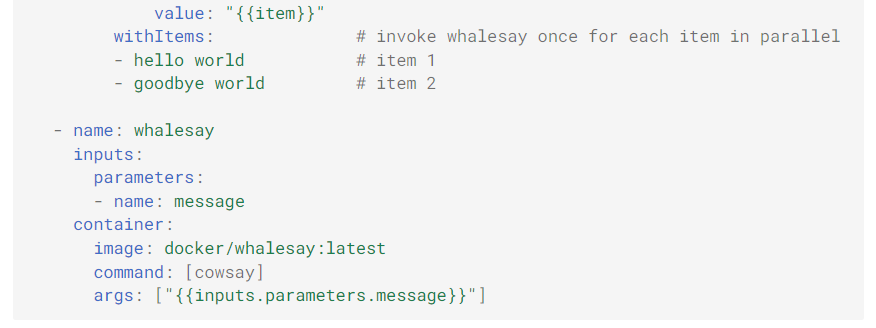 value: "{{item}}"
withItems: # invoke whalesay once for each item in parallel
- hello world # item 1
- goodbye world # item 2
- name: whalesay
inputs:
parameters:
- name: message
container:
image: docker/whalesay:latest
command: [cowsay]
args: ["{{inputs.parameters.message}}"]